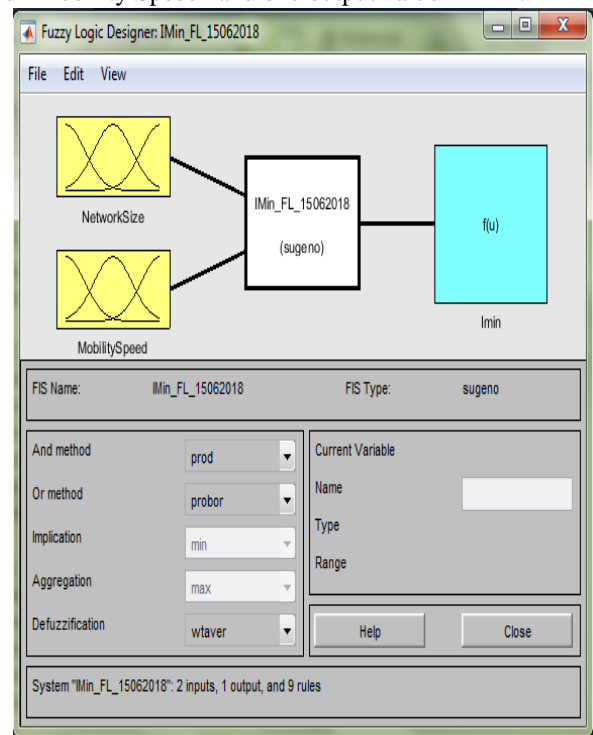 Fuzzy Logic Designer: IMin_FL_15062018
File Edit View
NetworkSize
IMin_FL_15062018
(sugeno)
f(u)
Imin
MobilitySpeed
FIS Name: IMin_FL_15062018 FIS Type: sugeno
And method prod
Or method probor
Implication min
Aggregation max
Defuzzification wtaver
Current Variable
Name
Type
Range
Help Close
System "IMin_FL_15062018": 2 inputs, 1 output, and 9 rules